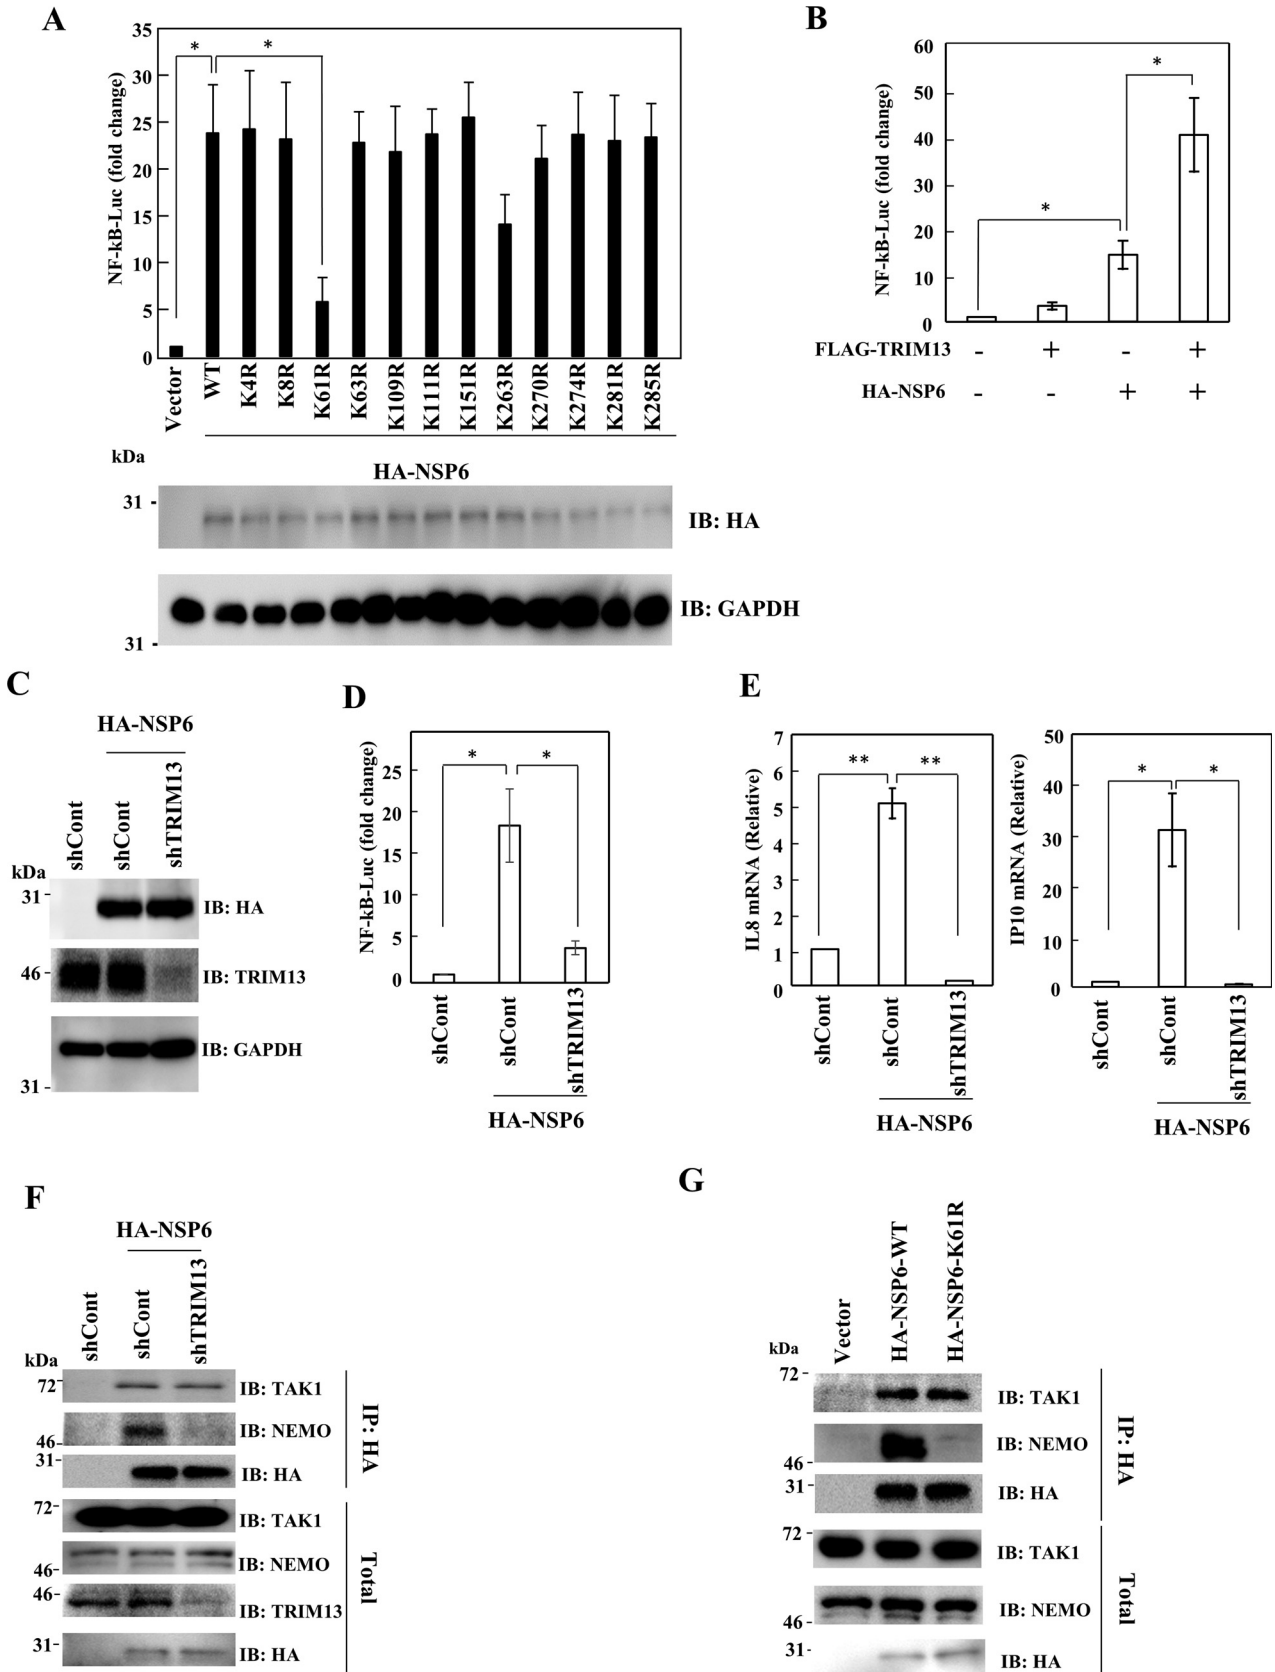 A
NF-kB-Luc (fold change)
35
30
25
20
15
10
5
0
*
*
Vector
WT
K4R
K8R
K61R
K63R
K109R
K111R
K151R
K263R
K270R
K274R
K281R
K285R
HA-NSP6
kDa
31 -
IB: HA
IB: GAPDH
31 -
B
NF-kB-Luc (fold change)
60
50
40
30
20
10
0
*
*
FLAG-TRIM13 - + - +
HA-NSP6 - - + +
C
HA-NSP6
shCont
shCont
shTRIM13
kDa
31 -
IB: HA
46 -
IB: TRIM13
IB: GAPDH
31 -
D
NF-kB-Luc (fold change)
25
20
15
10
5
0
*
*
shCont
shCont
shTRIM13
HA-NSP6
E
IL8 mRNA (Relative)
7
6
5
4
3
2
1
0
**
**
shCont
shCont
shTRIM13
HA-NSP6
IP10 mRNA (Relative)
50
40
30
20
10
0
*
*
shCont
shCont
shTRIM13
HA-NSP6
F
HA-NSP6
shCont
shCont
shTRIM13
kDa
72-
IB: TAK1
IB: NEMO
46-
31-
IB: HA
IP: HA
72-
IB: TAK1
IB: NEMO
46-
46-
IB: TRIM13
31-
IB: HA
Total
G
Vector
HA-NSP6-WT
HA-NSP6-K61R
kDa
72-
IB: TAK1
IB: NEMO
46-
31-
IB: HA
IP: HA
72-
IB: TAK1
IB: NEMO
46-
31-
IB: HA
Total